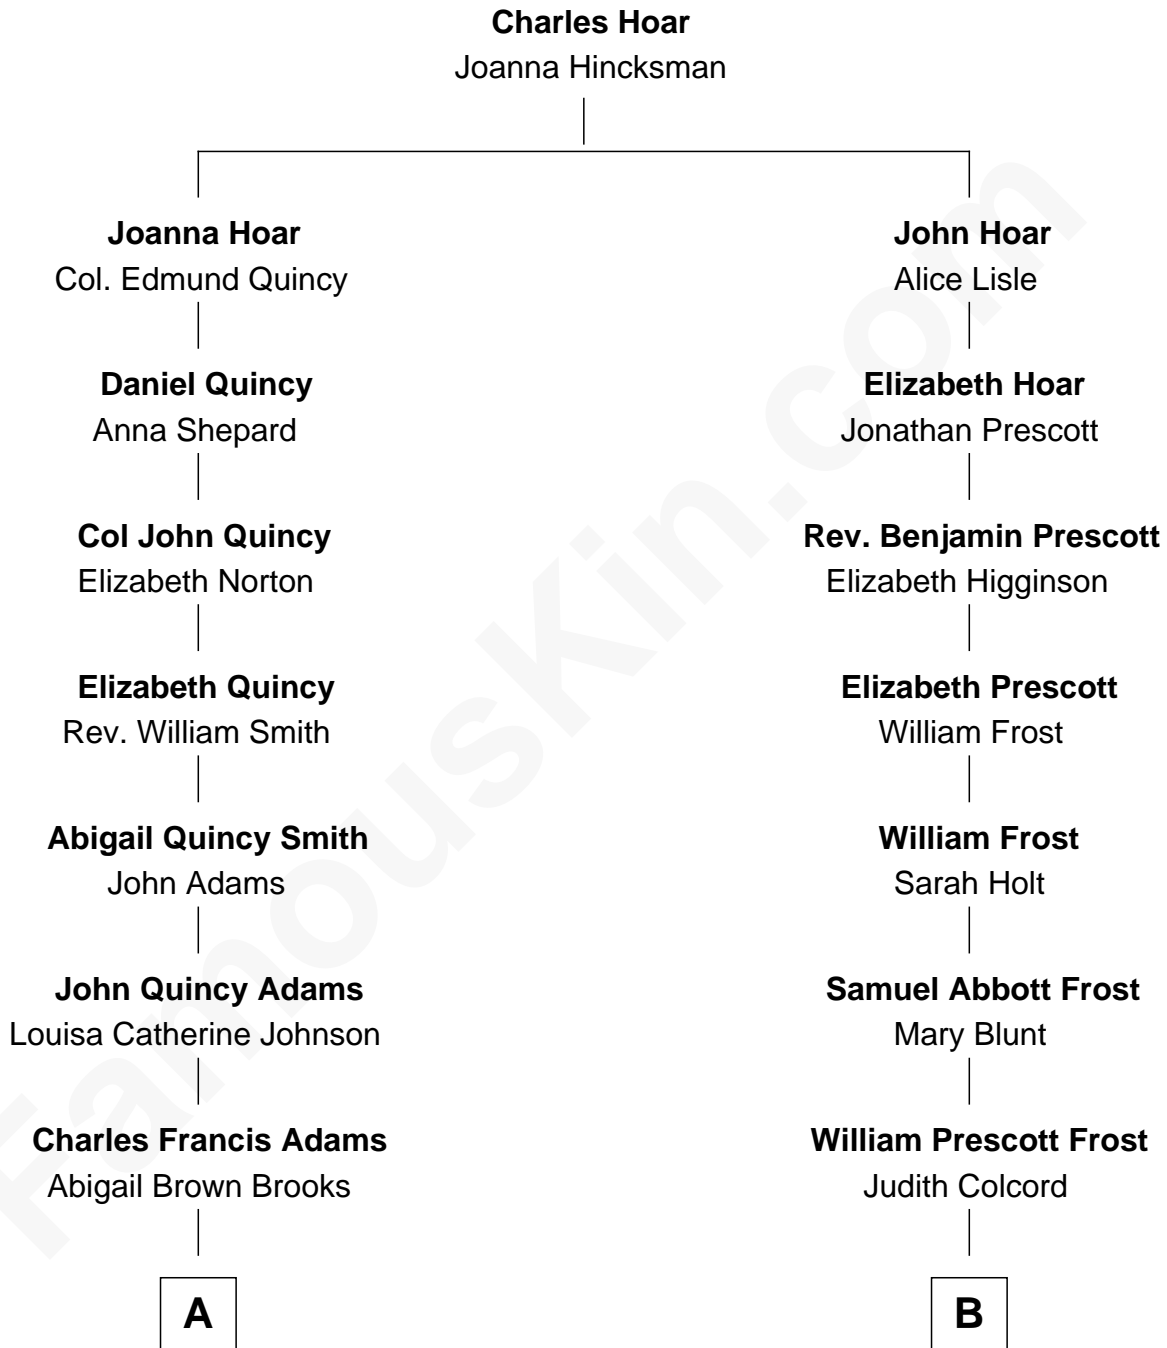 Charles Hoar
Joanna Hincksman
Joanna Hoar
Col. Edmund Quincy
Daniel Quincy
Anna Shepard
Col John Quincy
Elizabeth Norton
Elizabeth Quincy
Rev. William Smith
Abigail Quincy Smith
John Adams
John Quincy Adams
Louisa Catherine Johnson
Charles Francis Adams
Abigail Brown Brooks
A
John Hoar
Alice Lisle
Elizabeth Hoar
Jonathan Prescott
Rev. Benjamin Prescott
Elizabeth Higginson
Elizabeth Prescott
William Frost
William Frost
Sarah Holt
Samuel Abbott Frost
Mary Blunt
William Prescott Frost
Judith Colcord
B
FamousKin.com